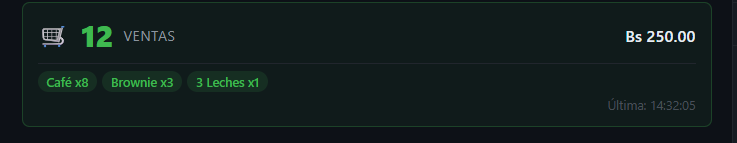 12 VENTAS Bs 250.00
Café x8 Brownie x3 3 Leches x1
Última: 14:32:05